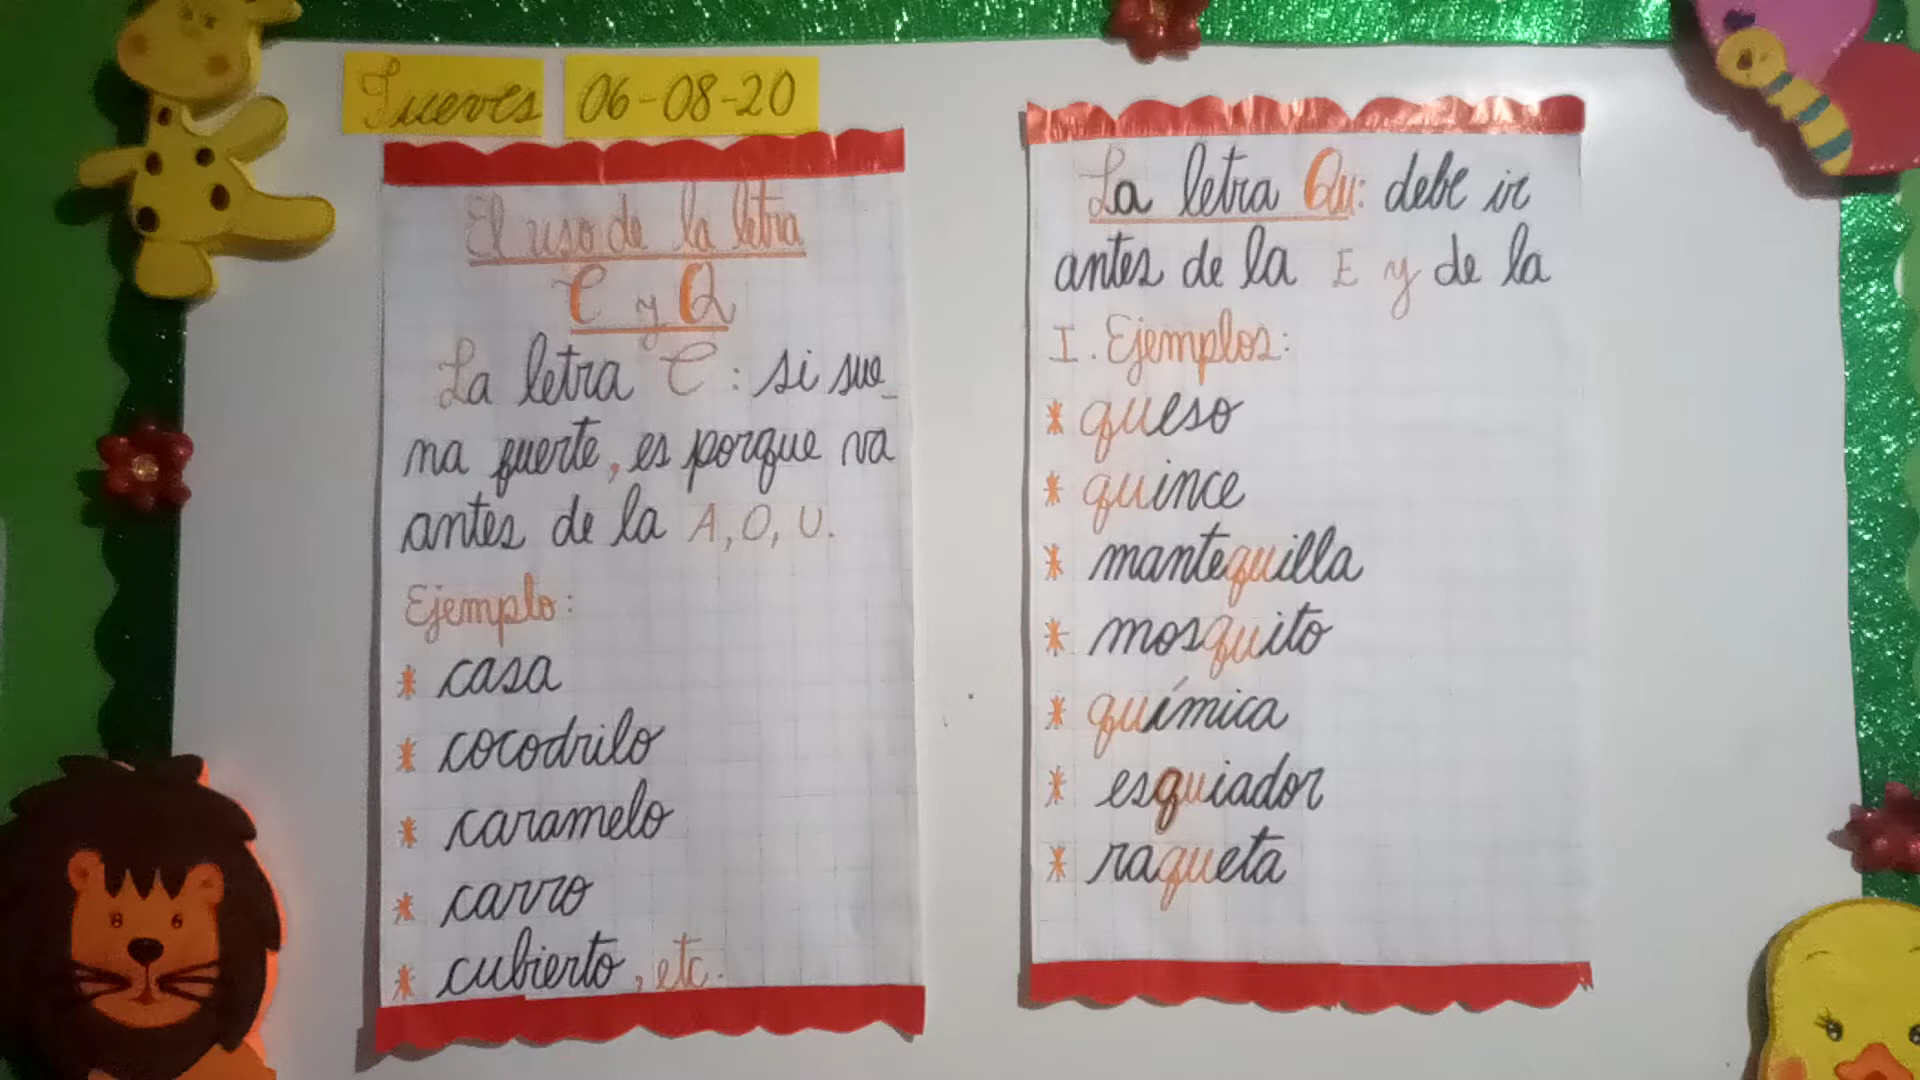 Jueves 06-08-20
El uso de la letra
C y Q
La letra C: si sue_
na fuerte, es porque va
antes de la A, O, U.
Ejemplo:
* casa
* cocodrilo
* caramelo
* carro
* cubierto, etc.
La letra Qu: debe ir
antes de la E y de la
I. Ejemplos:
* queso
* quince
* mantequilla
* mosquito
* química
* esquiador
* raqueta